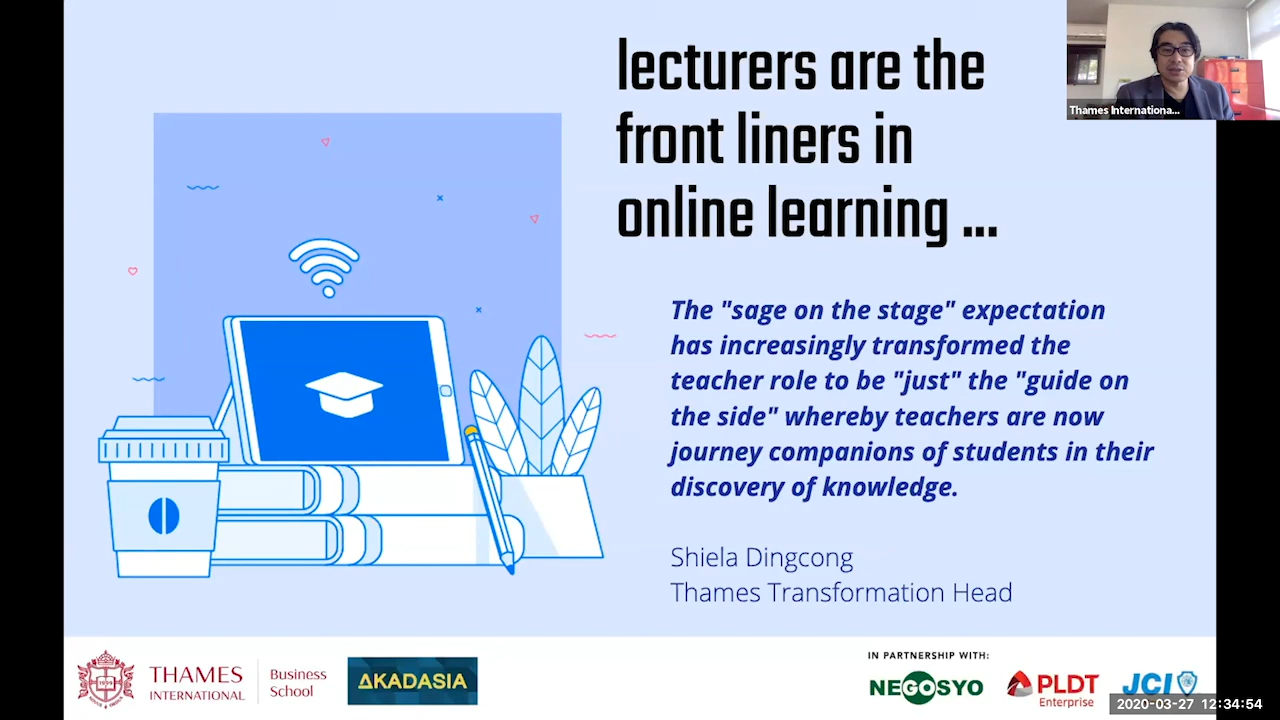 lecturers are the
front liners in
online learning ...
Thames Internationa...
The "sage on the stage" expectation
has increasingly transformed the
teacher role to be "just" the "guide on
the side" whereby teachers are now
journey companions of students in their
discovery of knowledge.
Shiela Dingcong
Thames Transformation Head
THAMES
INTERNATIONAL
Business
School
AKADASIA
IN PARTNERSHIP WITH:
NEGOSYO
PLDT
Enterprise
JCI
2020-03-27 12:34:54